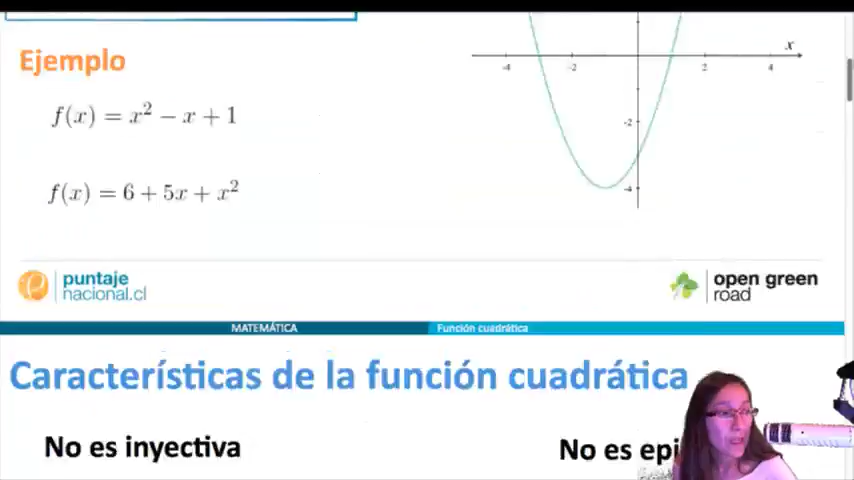 Ejemplo
f(x) = x² − x + 1
f(x) = 6 + 5x + x²
x
-4 -2 2 4
-2
-4
puntaje
nacional.cl
open green
road
MATEMÁTICA Función cuadrática
Características de la función cuadrática
No es inyectiva No es epi